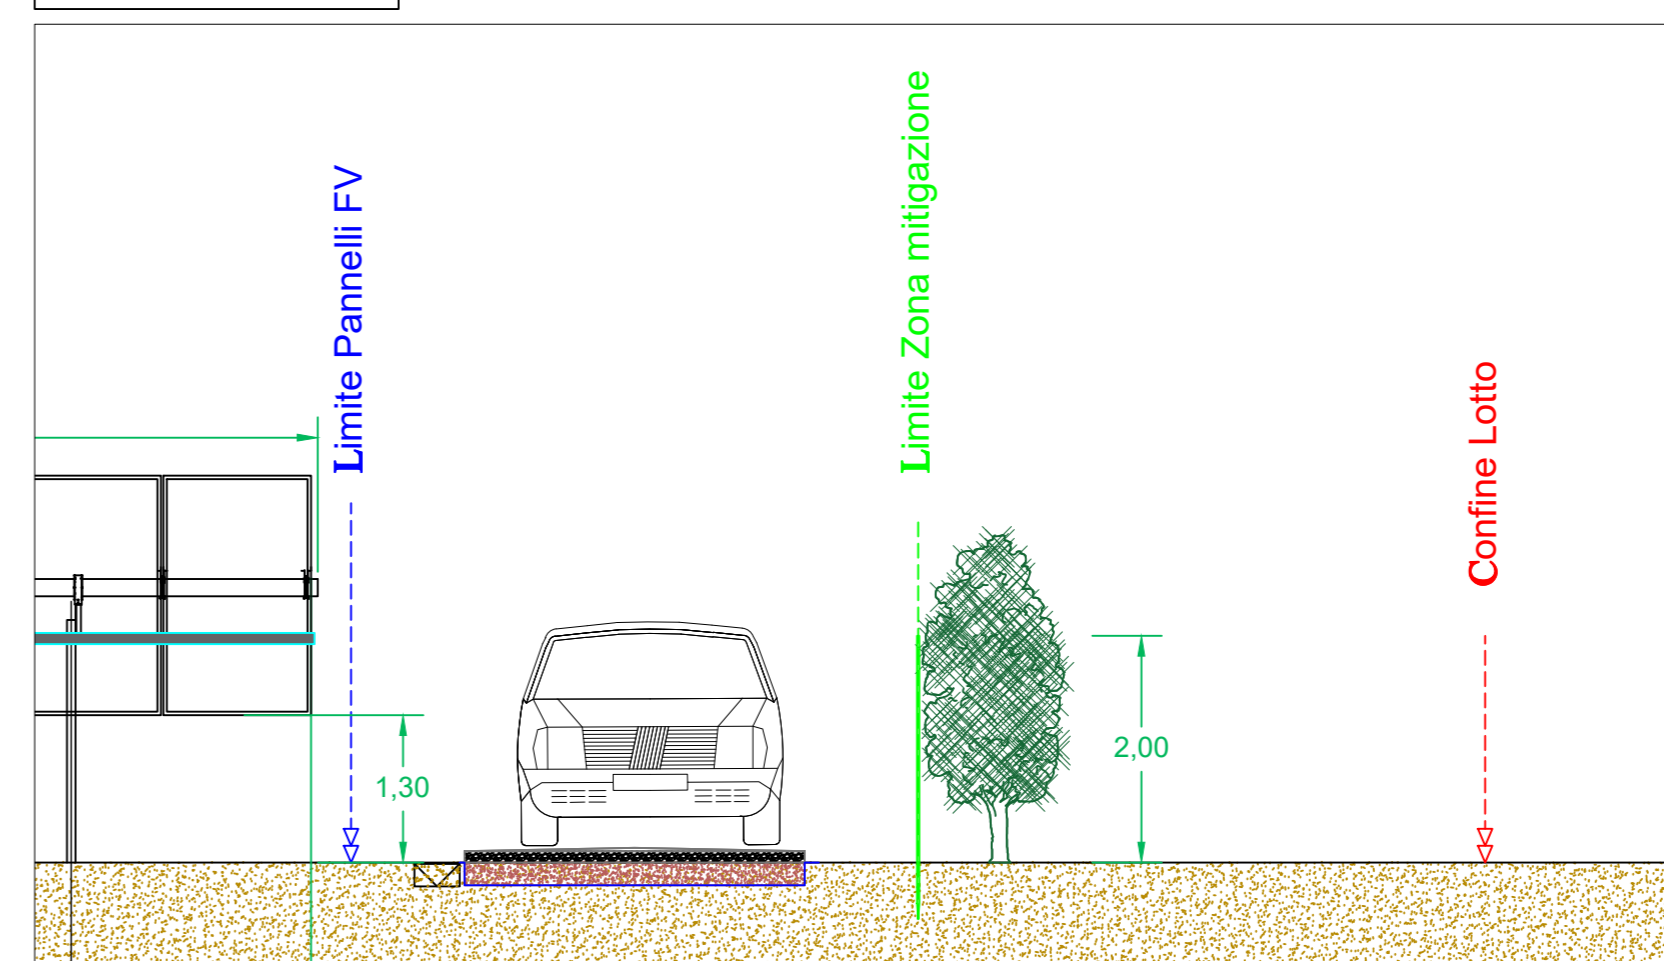 Limite Pannelli FV
Limite Zona mitigazione
Confine Lotto
1,30
2,00